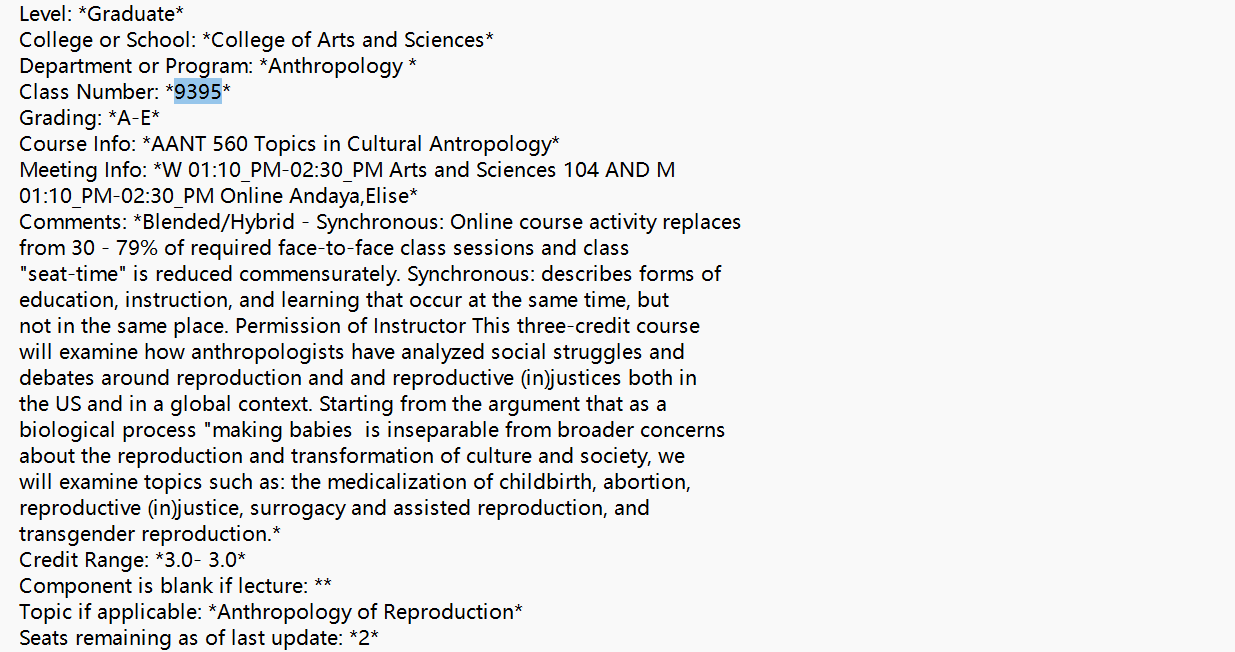 Level: *Graduate*
College or School: *College of Arts and Sciences*
Department or Program: *Anthropology *
Class Number: *9395*
Grading: *A-E*
Course Info: *AANT 560 Topics in Cultural Antropology*
Meeting Info: *W 01:10_PM-02:30_PM Arts and Sciences 104 AND M
01:10_PM-02:30_PM Online Andaya,Elise*
Comments: *Blended/Hybrid - Synchronous: Online course activity replaces
from 30 - 79% of required face-to-face class sessions and class
"seat-time" is reduced commensurately. Synchronous: describes forms of
education, instruction, and learning that occur at the same time, but
not in the same place. Permission of Instructor This three-credit course
will examine how anthropologists have analyzed social struggles and
debates around reproduction and and reproductive (in)justices both in
the US and in a global context. Starting from the argument that as a
biological process "making babies  is inseparable from broader concerns
about the reproduction and transformation of culture and society, we
will examine topics such as: the medicalization of childbirth, abortion,
reproductive (in)justice, surrogacy and assisted reproduction, and
transgender reproduction.*
Credit Range: *3.0- 3.0*
Component is blank if lecture: **
Topic if applicable: *Anthropology of Reproduction*
Seats remaining as of last update: *2*